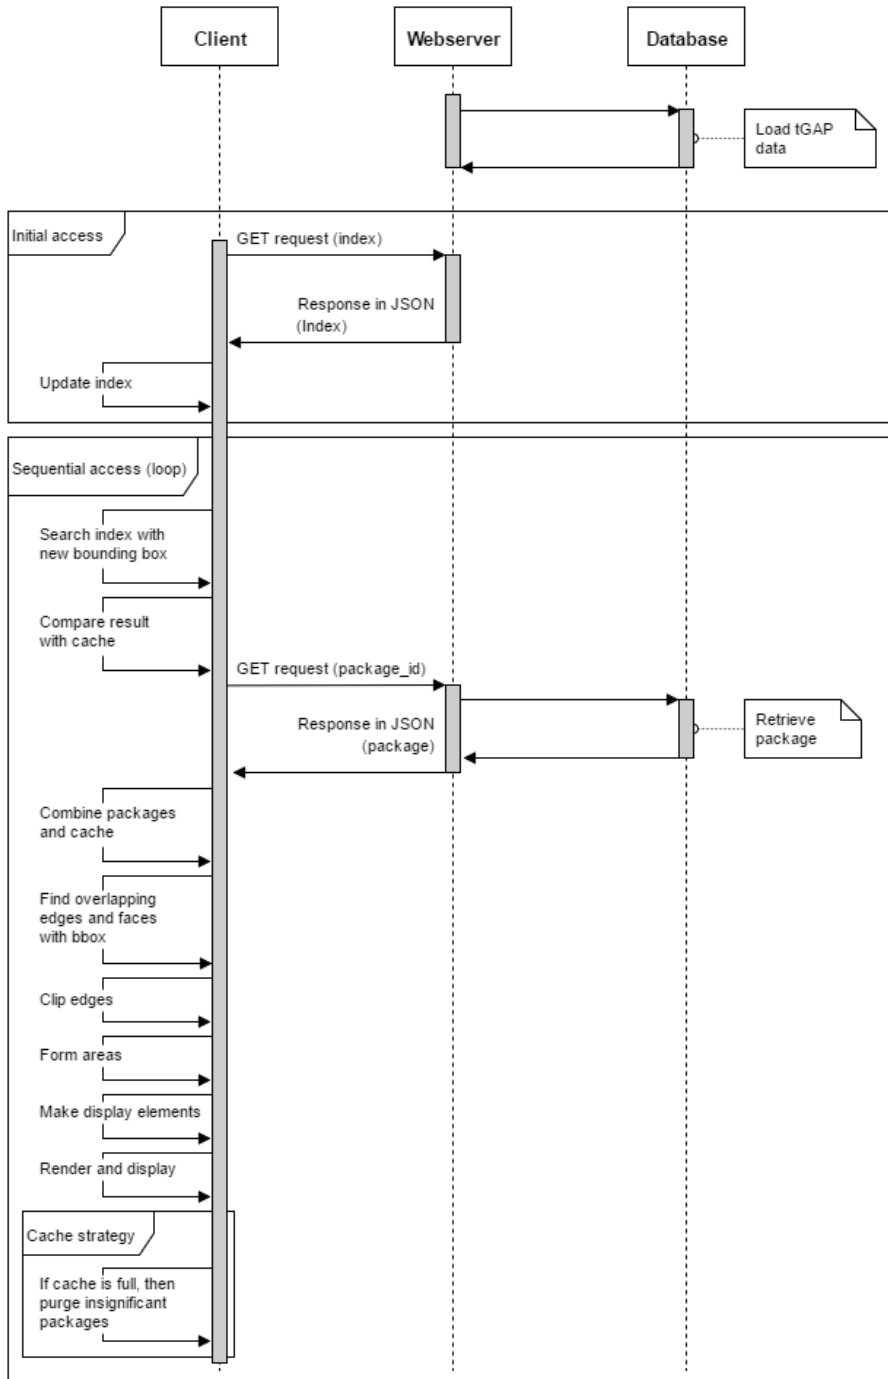 Client
Webserver
Database
Load tGAP
data
Initial access
GET request (index)
Response in JSON
(Index)
Update index
Sequential access (loop)
Search index with
new bounding box
Compare result
with cache
GET request (package_id)
Response in JSON
(package)
Retrieve
package
Combine packages
and cache
Find overlapping
edges and faces
with bbox
Clip edges
Form areas
Make display elements
Render and display
Cache strategy
If cache is full, then
purge insignificant
packages